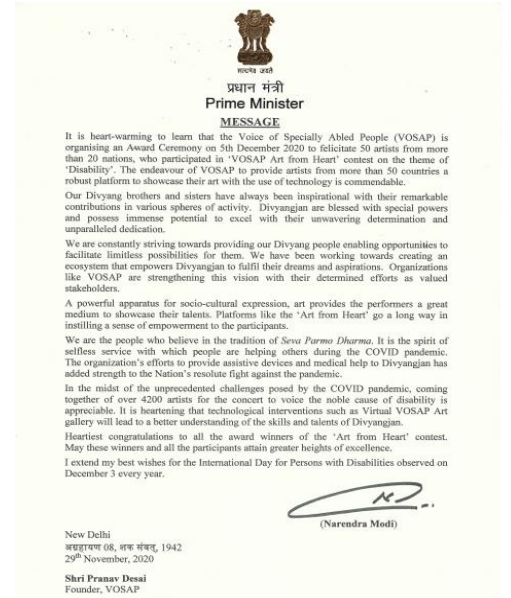 सत्यमेव जयते
प्रधान मंत्री
Prime Minister
MESSAGE
It is heart-warming to learn that the Voice of Specially Abled People (VOSAP) is
organising an Award Ceremony on 5th December 2020 to felicitate 50 artists from more
than 20 nations, who participated in ‘VOSAP Art from Heart’ contest on the theme of
‘Disability’. The endeavour of VOSAP to provide artists from more than 50 countries a
robust platform to showcase their art with the use of technology is commendable.
Our Divyang brothers and sisters have always been inspirational with their remarkable
contributions in various spheres of activity. Divyangjan are blessed with special powers
and possess immense potential to excel with their unwavering determination and
unparalleled dedication.
We are constantly striving towards providing our Divyang people enabling opportunities to
facilitate limitless possibilities for them. We have been working towards creating an
ecosystem that empowers Divyangjan to fulfil their dreams and aspirations. Organizations
like VOSAP are strengthening this vision with their determined efforts as valued
stakeholders.
A powerful apparatus for socio-cultural expression, art provides the performers a great
medium to showcase their talents. Platforms like the ‘Art from Heart’ go a long way in
instilling a sense of empowerment to the participants.
We are the people who believe in the tradition of Seva Parmo Dharma. It is the spirit of
selfless service with which people are helping others during the COVID pandemic.
The organization’s efforts to provide assistive devices and medical help to Divyangjan has
added strength to the Nation’s resolute fight against the pandemic.
In the midst of the unprecedented challenges posed by the COVID pandemic, coming
together of over 4200 artists for the concert to voice the noble cause of disability is
appreciable. It is heartening that technological interventions such as Virtual VOSAP Art
gallery will lead to a better understanding of the skills and talents of Divyangjan.
Heartiest congratulations to all the award winners of the ‘Art from Heart’ contest.
May these winners and all the participants attain greater heights of excellence.
I extend my best wishes for the International Day for Persons with Disabilities observed on
December 3 every year.
(Narendra Modi)
New Delhi
अग्रहायण 08, शक संवत्, 1942
29th November, 2020
Shri Pranav Desai
Founder, VOSAP